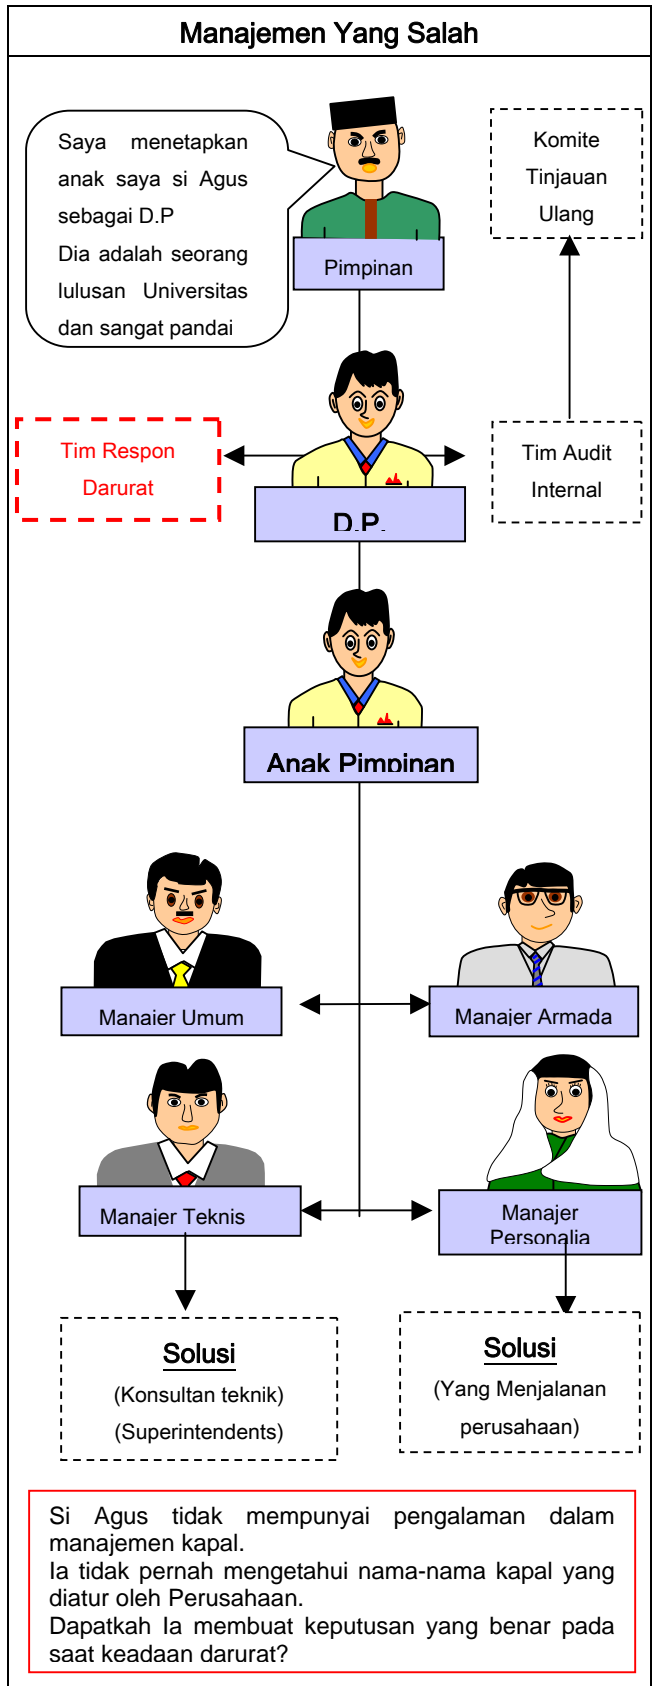 Manajemen Yang Salah
Saya menetapkan
anak saya si Agus
sebagai D.P
Dia adalah seorang
lulusan Universitas
dan sangat pandai
Pimpinan
Komite
Tinjauan
Ulang
Tim Respon
Darurat
Tim Audit
Internal
D.P.
Anak Pimpinan
Manajer Umum
Manajer Armada
Manajer Teknis
Manajer
Personalia
Solusi
(Konsultan teknik)
(Superintendents)
Solusi
(Yang Menjalanan
perusahaan)
Si Agus tidak mempunyai pengalaman dalam
manajemen kapal.
Ia tidak pernah mengetahui nama-nama kapal yang
diatur oleh Perusahaan.
Dapatkah Ia membuat keputusan yang benar pada
saat keadaan darurat?